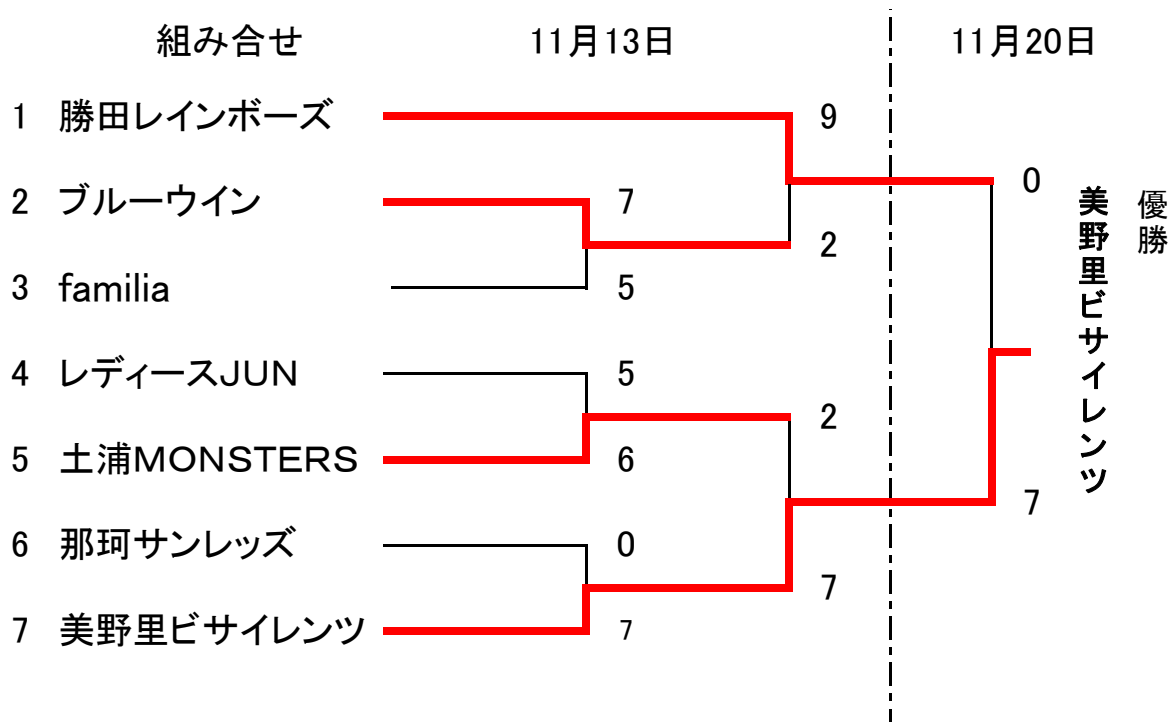 組み合せ 11月13日 11月20日
1 勝田レインボーズ 9
0
2 ブルーウイン 7
2
3 familia 5
4 レディースJUN 5
2
5 土浦MONSTERS 6
7
6 那珂サンレッズ 0
7
7 美野里ビサイレンツ 7
優勝
美野里ビサイレンツ